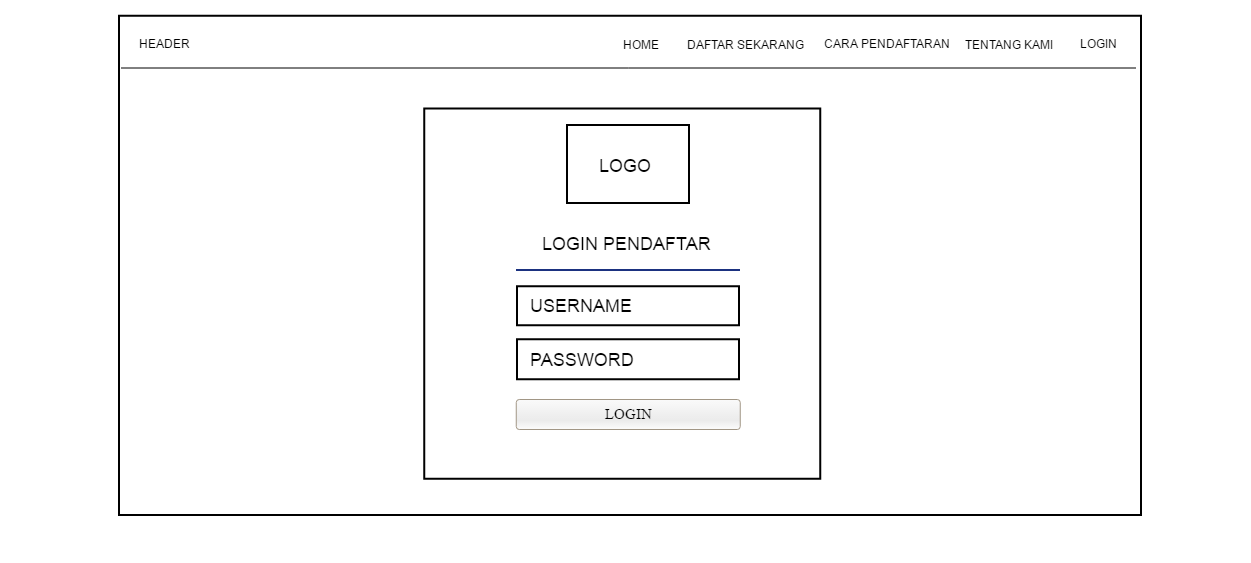 HEADER HOME DAFTAR SEKARANG CARA PENDAFTARAN TENTANG KAMI LOGIN
LOGO
LOGIN PENDAFTAR
USERNAME
PASSWORD
LOGIN